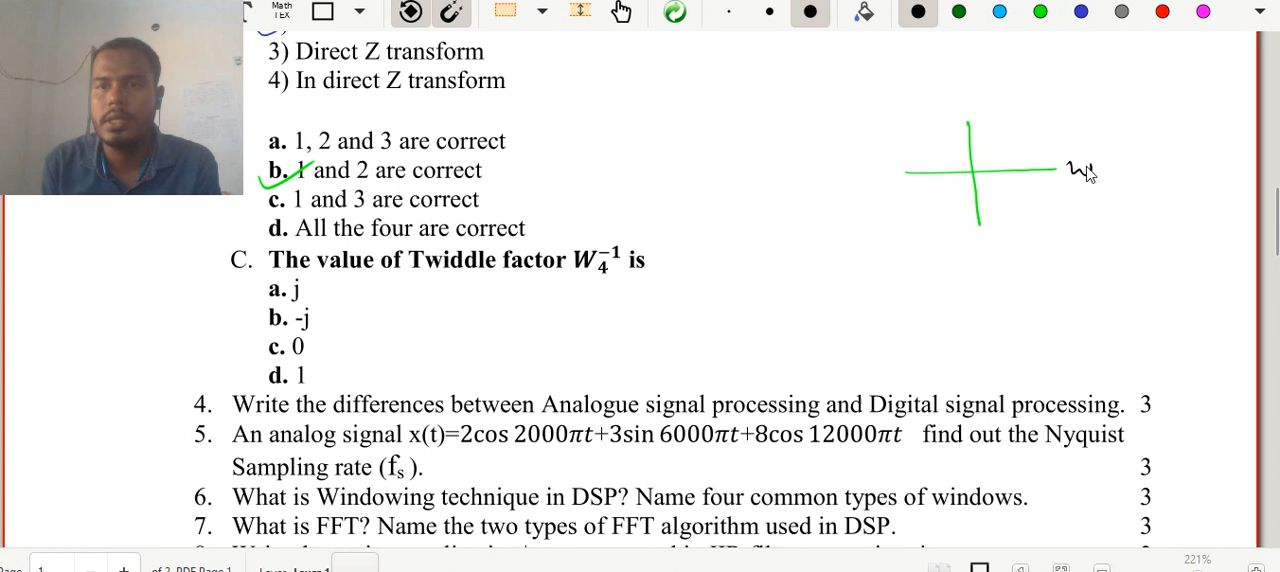 Math
TEX
3) Direct Z transform
4) In direct Z transform
a. 1, 2 and 3 are correct
b. 1 and 2 are correct
c. 1 and 3 are correct
d. All the four are correct
C. The value of Twiddle factor W₄⁻¹ is
a. j
b. -j
c. 0
d. 1
4. Write the differences between Analogue signal processing and Digital signal processing. 3
5. An analog signal x(t)=2cos 2000πt+3sin 6000πt+8cos 12000πt find out the Nyquist
Sampling rate (fₛ ). 3
6. What is Windowing technique in DSP? Name four common types of windows. 3
7. What is FFT? Name the two types of FFT algorithm used in DSP. 3
1
221%